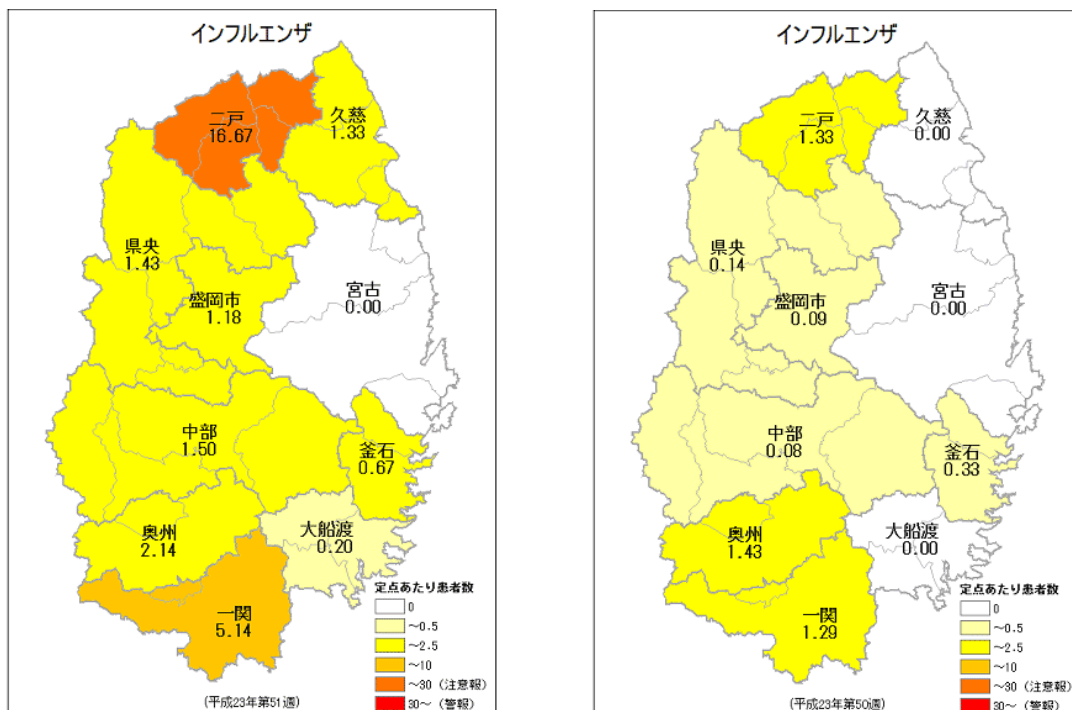 インフルエンザ
二戸
16.67
久慈
1.33
県央
1.43
盛岡市
1.18
宮古
0.00
中部
1.50
釜石
0.67
奥州
2.14
大船渡
0.20
一関
5.14
定点あたり患者数
0
～0.5
～2.5
～10
～30 (注意報)
30～ (警報)
(平成23年第51週)
インフルエンザ
二戸
1.33
久慈
0.00
県央
0.14
盛岡市
0.09
宮古
0.00
中部
0.08
釜石
0.33
奥州
1.43
大船渡
0.00
一関
1.29
定点あたり患者数
0
～0.5
～2.5
～10
～30 (注意報)
30～ (警報)
(平成23年第50週)